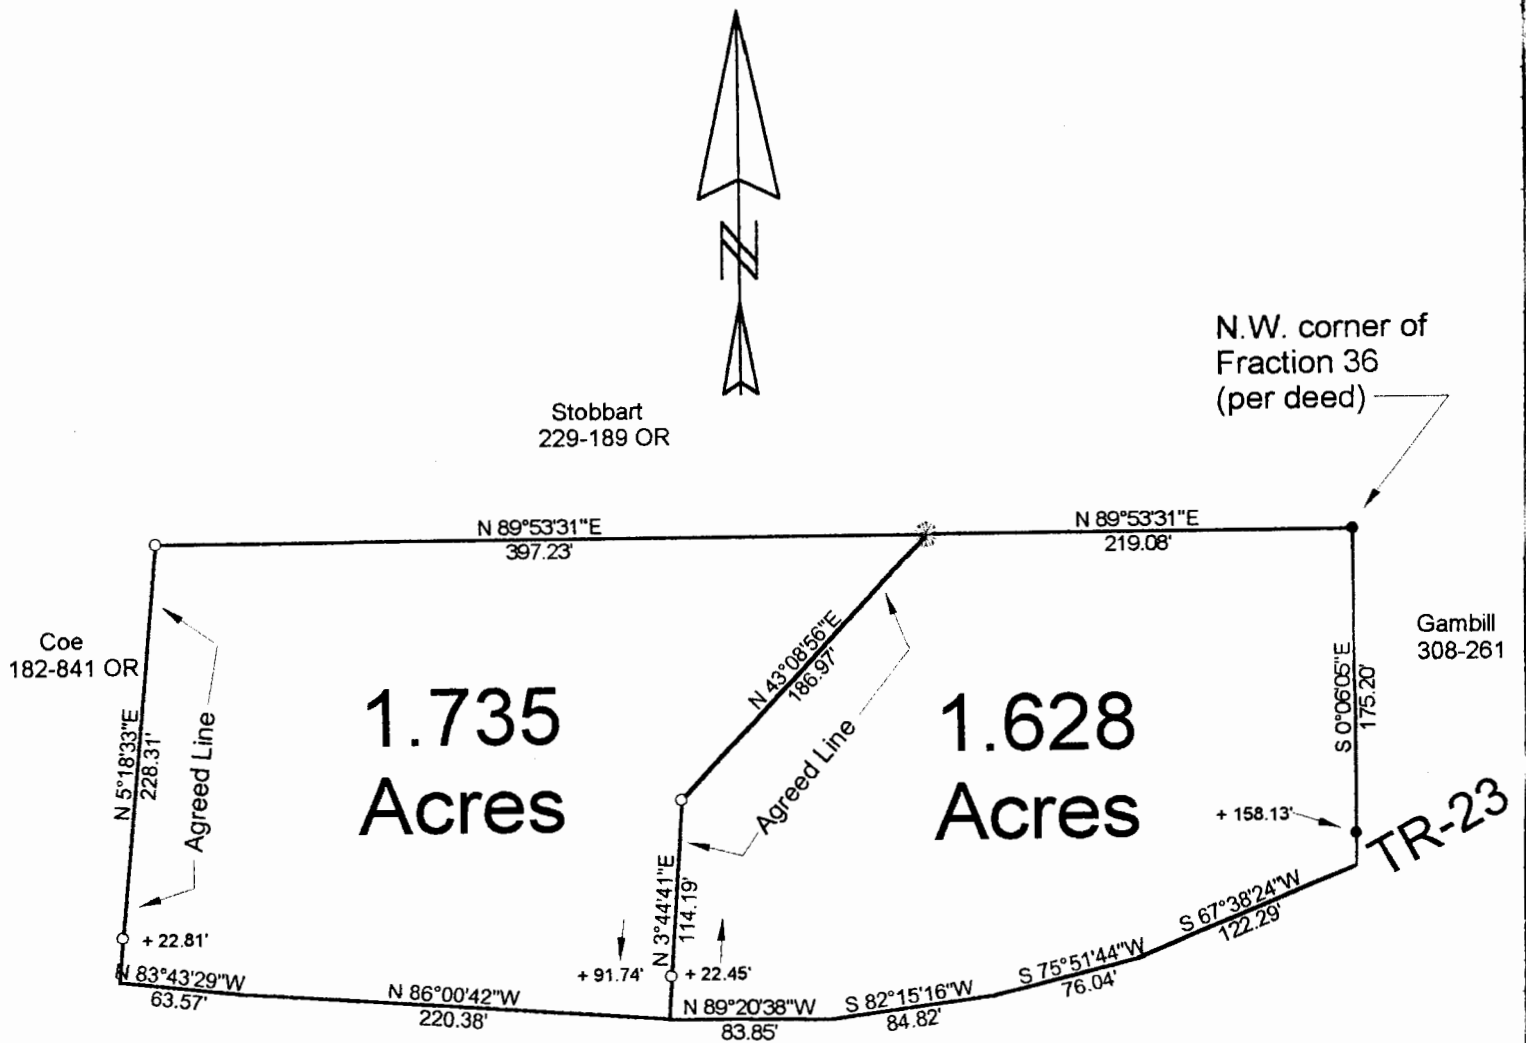 N
N.W. corner of
Fraction 36
(per deed)
Stobbart
229-189 OR
N 89°53'31"E
397.23'
N 89°53'31"E
219.08'
Coe
182-841 OR
Gambill
308-261
N 5°18'33"E
228.31'
Agreed Line
1.735
Acres
N 43°08'56"E
186.97'
Agreed Line
1.628
Acres
S 0°06'05"E
175.20'
+ 158.13'
TR-23
N 3°44'41"E
114.19'
+ 22.81'
+ 91.74'
+ 22.45'
N 83°43'29"W
63.57'
N 86°00'42"W
220.38'
N 89°20'38"W
83.85'
S 82°15'16"W
84.82'
S 75°51'44"W
76.04'
S 67°38'24"W
122.29'